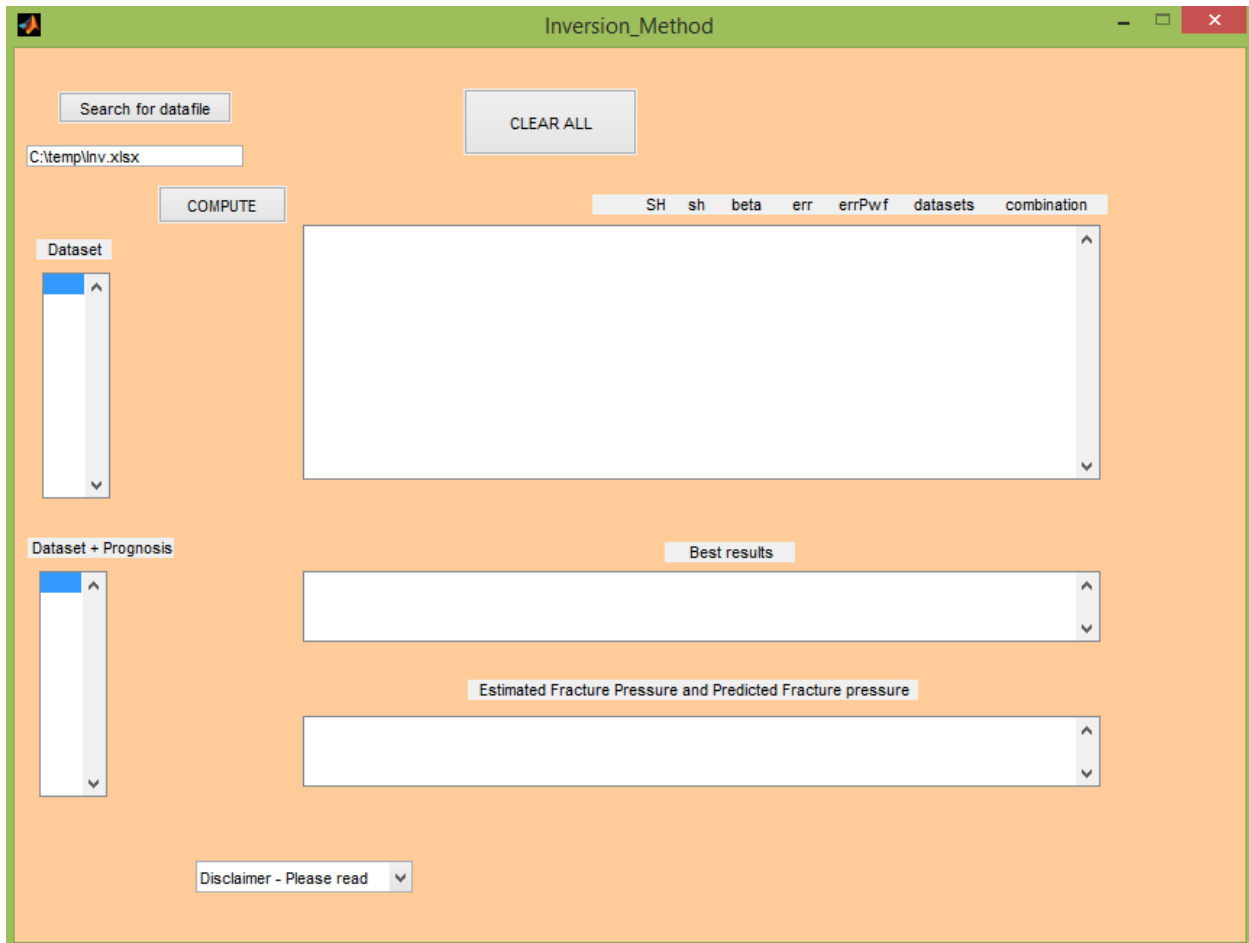 Inversion_Method
Search for datafile
CLEAR ALL
C:\temp\Inv.xlsx
COMPUTE
SH sh beta err errPwf datasets combination
Dataset
Dataset + Prognosis
Best results
Estimated Fracture Pressure and Predicted Fracture pressure
Disclaimer - Please read